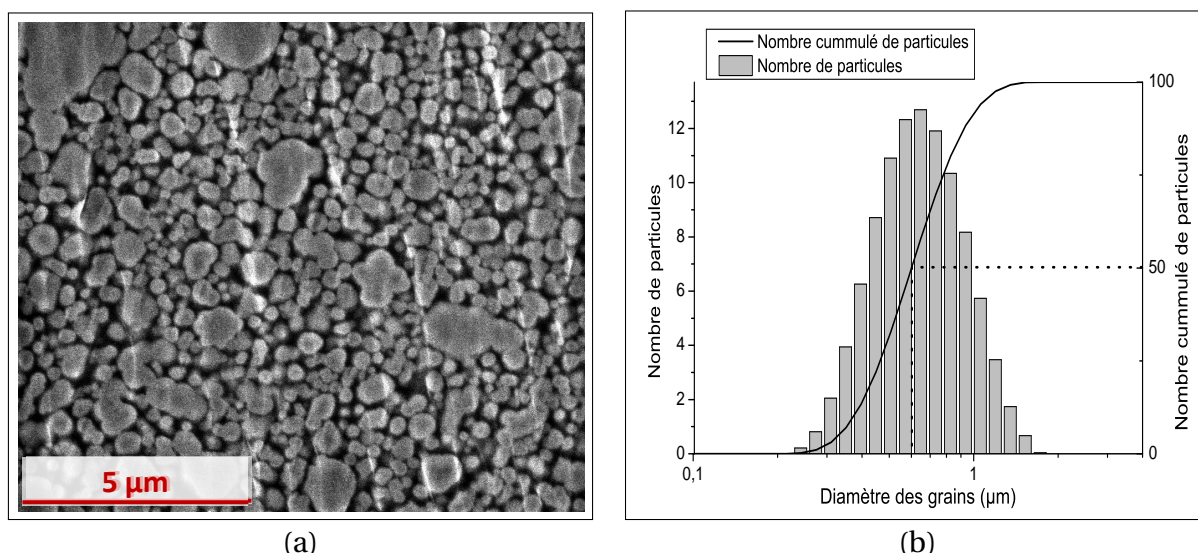 5 µm
(a)
Nombre cummulé de particules
Nombre de particules
Nombre de particules
0
2
4
6
8
10
12
0,1
1
Diamètre des grains (µm)
0
50
100
Nombre cummulé de particules
(b)